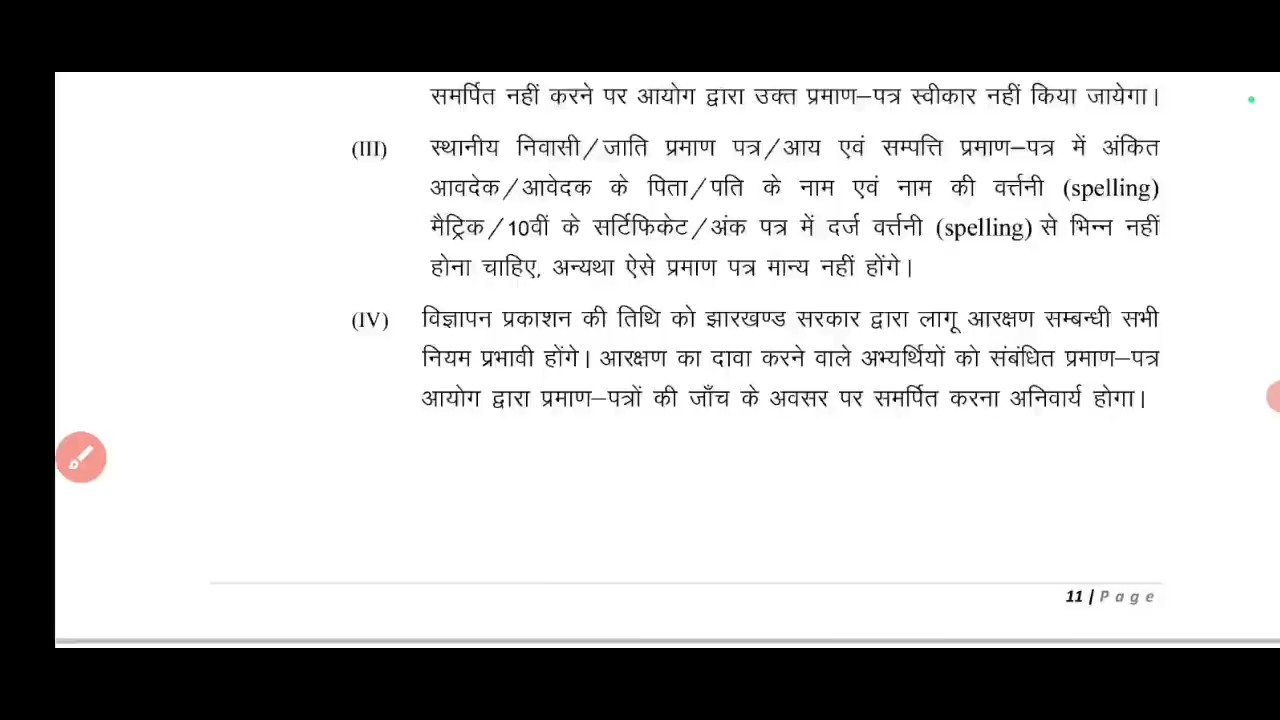 समर्पित नहीं करने पर आयोग द्वारा उक्त प्रमाण–पत्र स्वीकार नहीं किया जायेगा।
(III) स्थानीय निवासी/जाति प्रमाण पत्र/आय एवं सम्पत्ति प्रमाण–पत्र में अंकित
आवदेक/आवेदक के पिता/पति के नाम एवं नाम की वर्त्तनी (spelling)
मैट्रिक/10वीं के सर्टिफिकेट/अंक पत्र में दर्ज वर्त्तनी (spelling) से भिन्न नहीं
होना चाहिए, अन्यथा ऐसे प्रमाण पत्र मान्य नहीं होंगे।
(IV) विज्ञापन प्रकाशन की तिथि को झारखण्ड सरकार द्वारा लागू आरक्षण सम्बन्धी सभी
नियम प्रभावी होंगे। आरक्षण का दावा करने वाले अभ्यर्थियों को संबंधित प्रमाण–पत्र
आयोग द्वारा प्रमाण–पत्रों की जाँच के अवसर पर समर्पित करना अनिवार्य होगा।
11 | Page